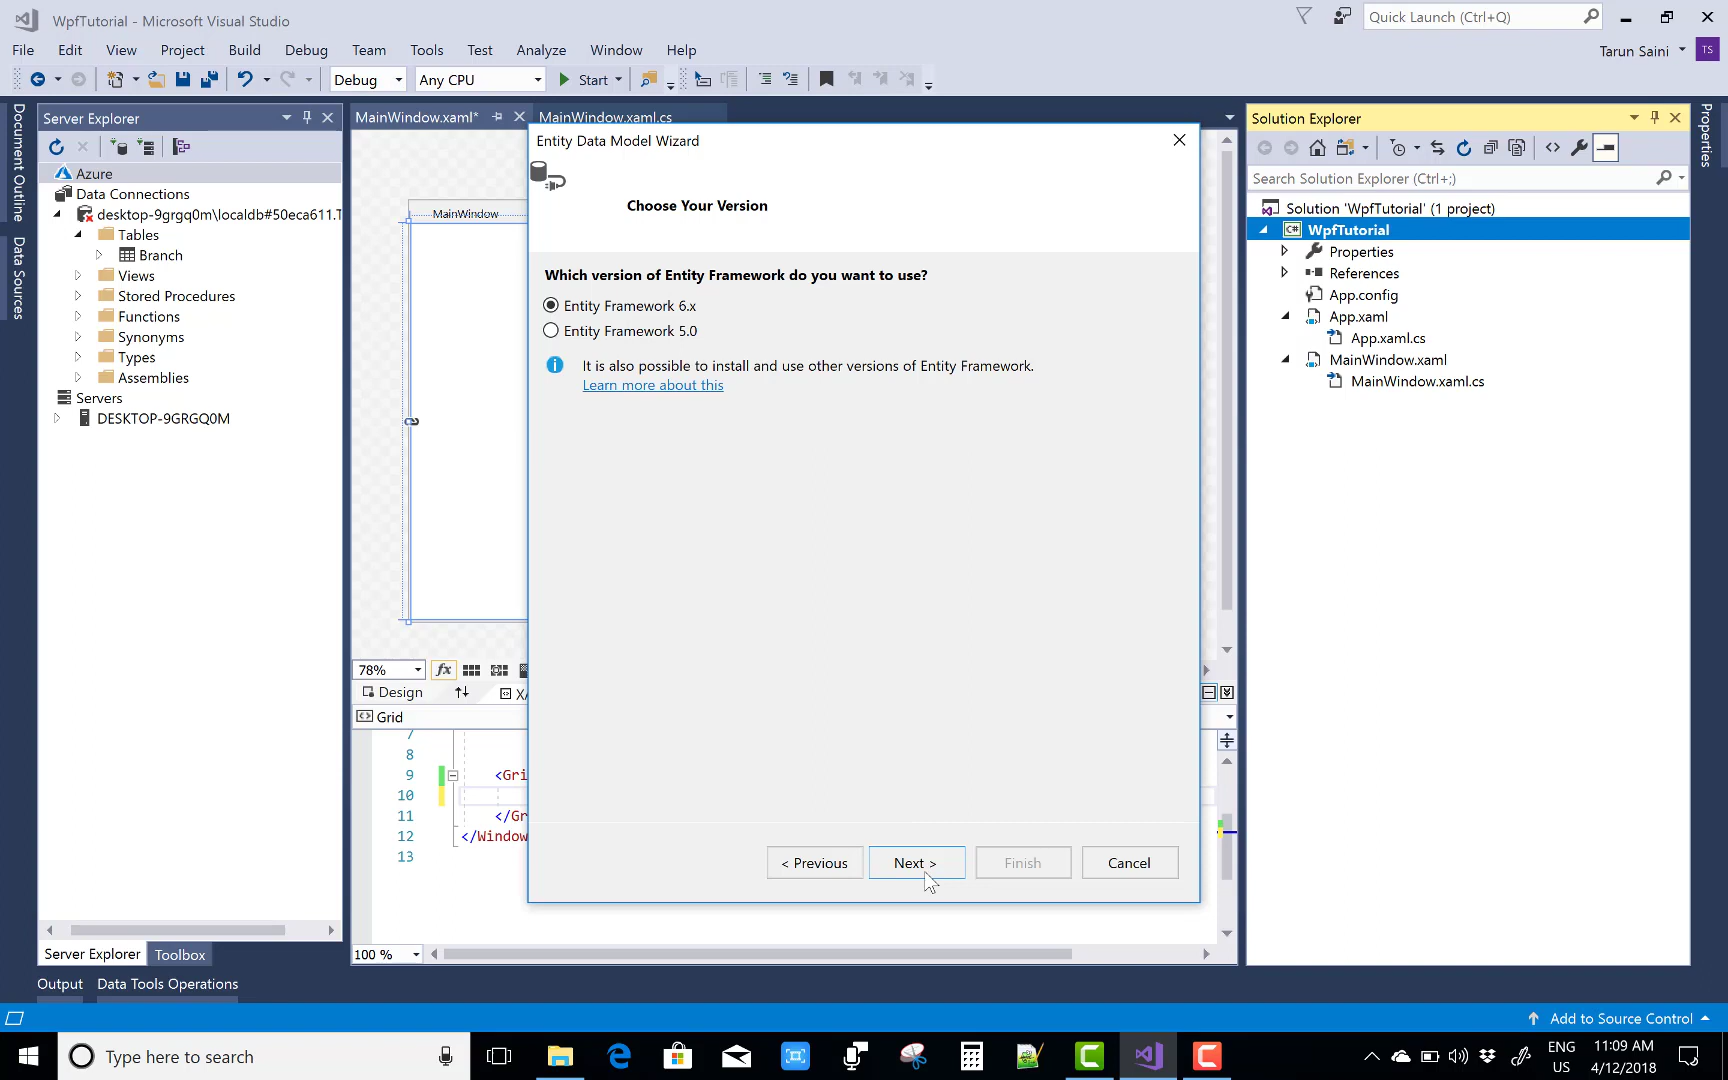 WpfTutorial - Microsoft Visual Studio
Quick Launch (Ctrl+Q)
File Edit View Project Build Debug Team Tools Test Analyze Window Help
Tarun Saini TS
Debug Any CPU Start
Document Outline
Data Sources
Server Explorer
Azure
Data Connections
desktop-9grgq0m\localdb#50eca611.T
Tables
Branch
Views
Stored Procedures
Functions
Synonyms
Types
Assemblies
Servers
DESKTOP-9GRGQ0M
Server Explorer Toolbox
Output Data Tools Operations
MainWindow.xaml* MainWindow.xaml.cs
MainWindow
78% fx
Design
Grid
7
8
9 <Gri
10
11 </Gr
12 </Window
13
100 %
Entity Data Model Wizard
Choose Your Version
Which version of Entity Framework do you want to use?
Entity Framework 6.x
Entity Framework 5.0
It is also possible to install and use other versions of Entity Framework.
Learn more about this
< Previous Next > Finish Cancel
Solution Explorer
Search Solution Explorer (Ctrl+;)
Solution 'WpfTutorial' (1 project)
C# WpfTutorial
Properties
References
App.config
App.xaml
App.xaml.cs
MainWindow.xaml
MainWindow.xaml.cs
Properties
Add to Source Control
Type here to search
ENG
US
11:09 AM
4/12/2018